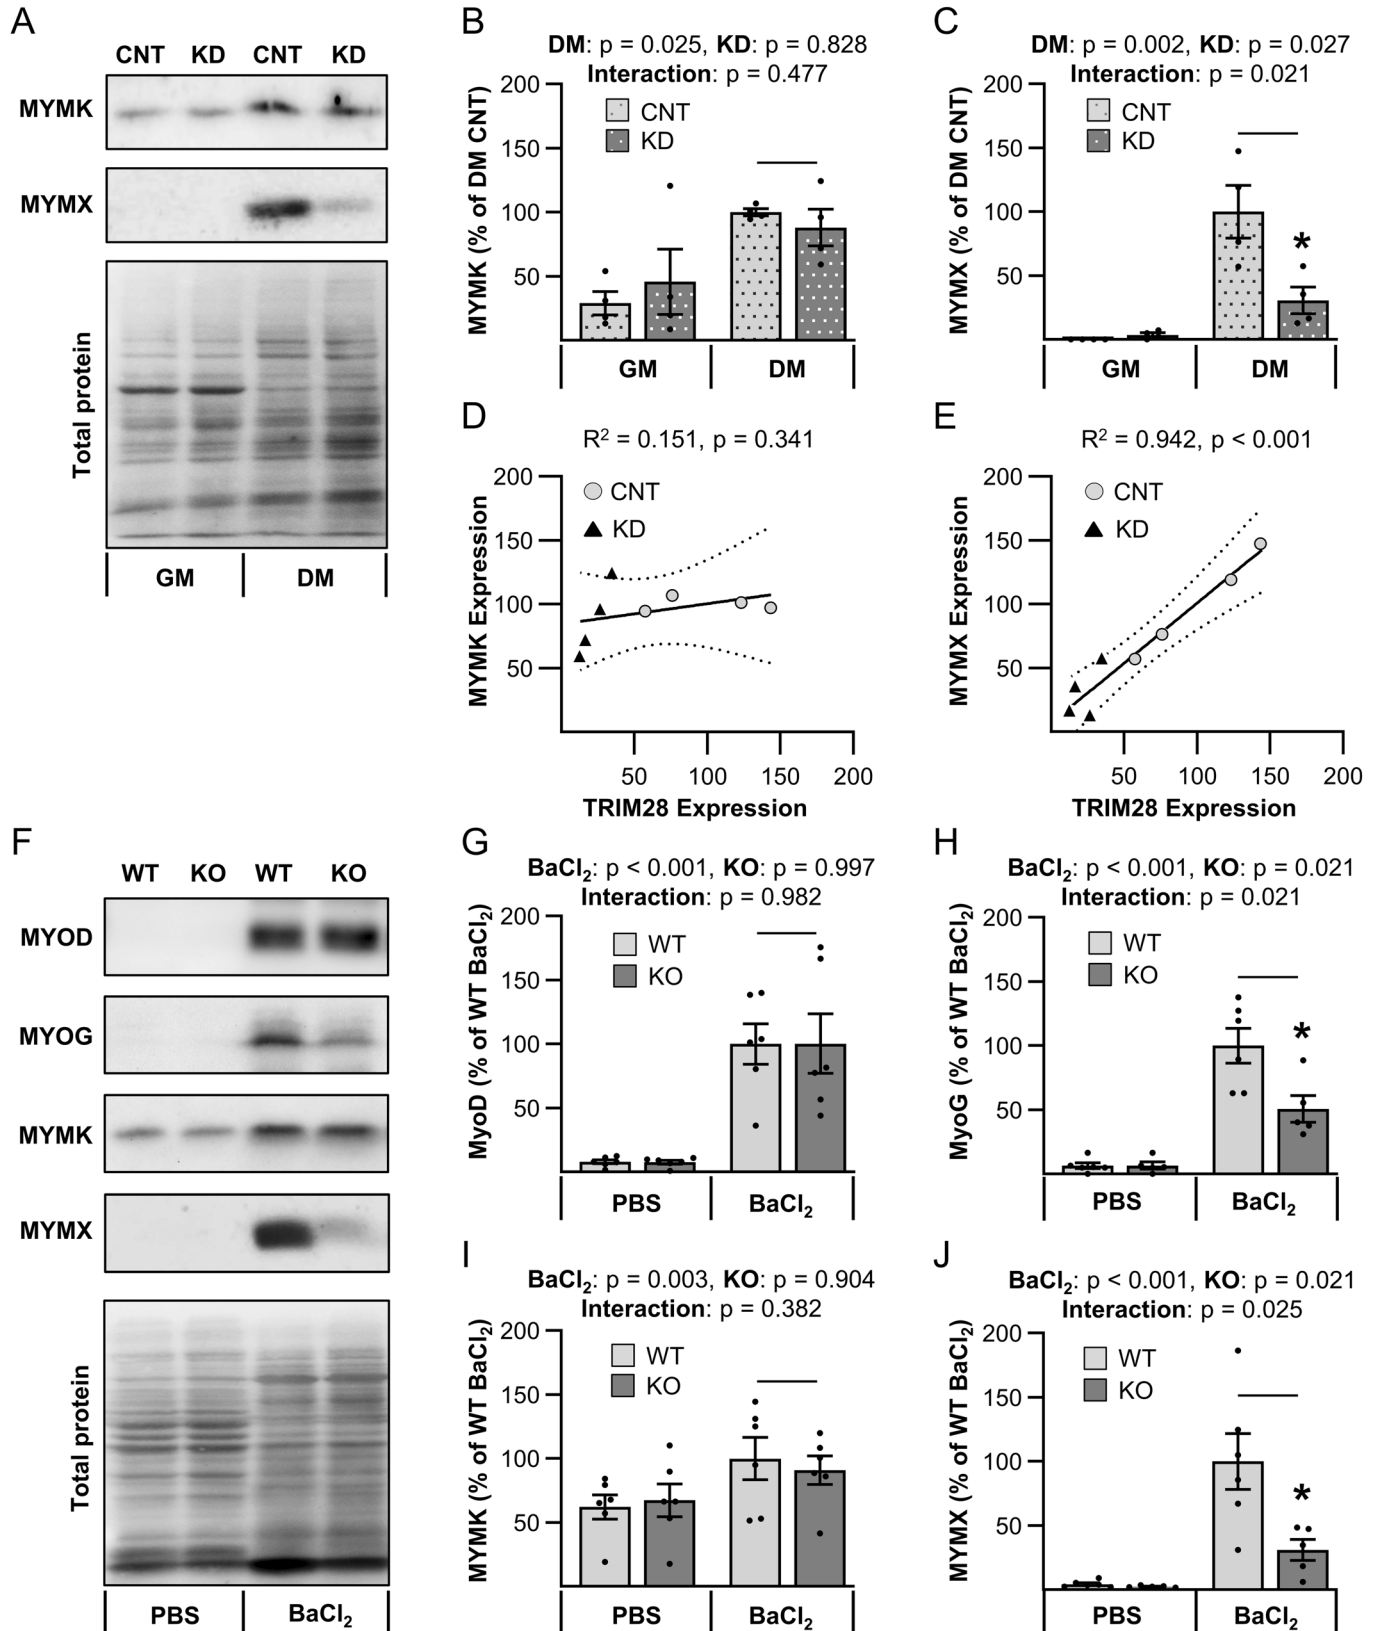 A
CNT KD CNT KD
MYMK
MYMX
Total protein
GM DM
B
DM: p = 0.025, KD: p = 0.828
Interaction: p = 0.477
MYMK (% of DM CNT)
200
150
100
50
CNT
KD
GM DM
C
DM: p = 0.002, KD: p = 0.027
Interaction: p = 0.021
MYMX (% of DM CNT)
200
150
100
50
CNT
KD
*
GM DM
D
R² = 0.151, p = 0.341
MYMK Expression
200
150
100
50
CNT
KD
50 100 150 200
TRIM28 Expression
E
R² = 0.942, p < 0.001
MYMX Expression
200
150
100
50
CNT
KD
50 100 150 200
TRIM28 Expression
F
WT KO WT KO
MYOD
MYOG
MYMK
MYMX
Total protein
PBS BaCl₂
G
BaCl₂: p < 0.001, KO: p = 0.997
Interaction: p = 0.982
MyoD (% of WT BaCl₂)
200
150
100
50
WT
KO
PBS BaCl₂
H
BaCl₂: p < 0.001, KO: p = 0.021
Interaction: p = 0.021
MyoG (% of WT BaCl₂)
200
150
100
50
WT
KO
*
PBS BaCl₂
I
BaCl₂: p = 0.003, KO: p = 0.904
Interaction: p = 0.382
MYMK (% of WT BaCl₂)
200
150
100
50
WT
KO
PBS BaCl₂
J
BaCl₂: p < 0.001, KO: p = 0.021
Interaction: p = 0.025
MYMX (% of WT BaCl₂)
200
150
100
50
WT
KO
*
PBS BaCl₂